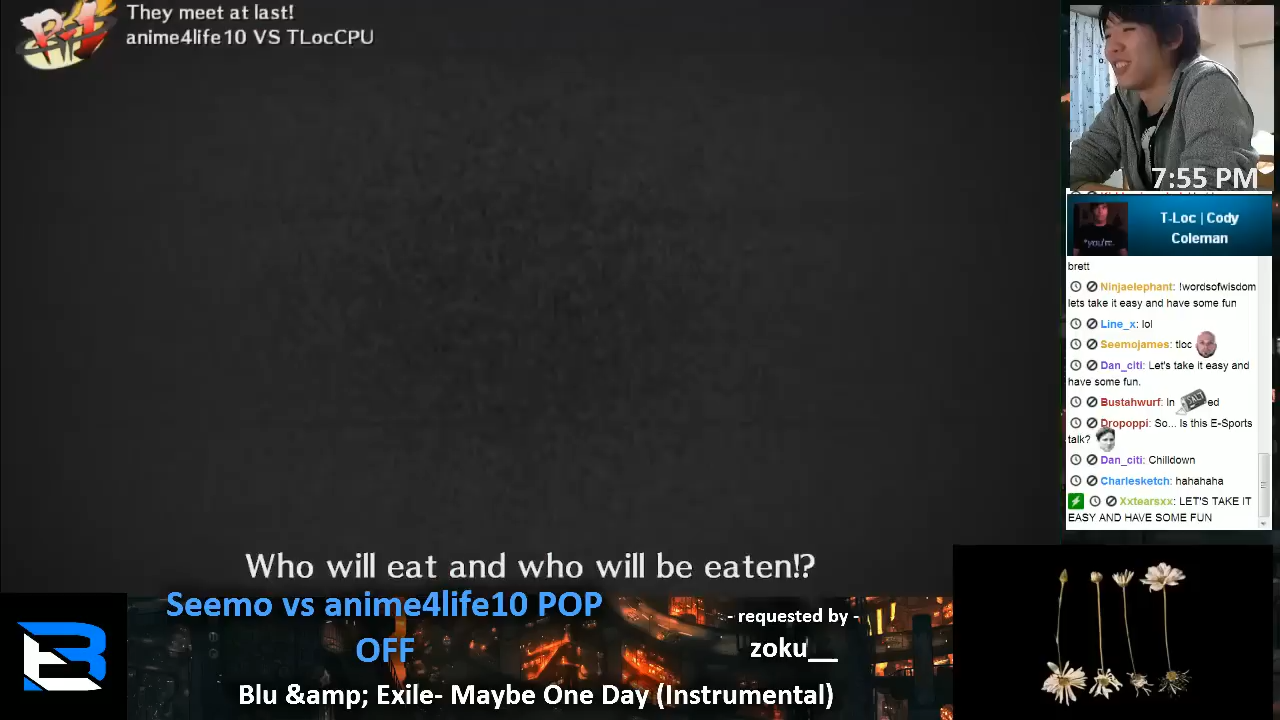 They meet at last!
anime4life10 VS TLocCPU
7:55 PM
T-Loc | Cody
Coleman
brett
Ninjaelephant: !wordsofwisdom
lets take it easy and have some fun
Line_x: lol
Seemojames: tloc
Dan_citi: Let's take it easy and
have some fun.
Bustahwurf: In ed
Dropoppi: So... Is this E-Sports
talk?
Dan_citi: Chilldown
Charlesketch: hahahaha
Xxtearsxx: LET'S TAKE IT
EASY AND HAVE SOME FUN
Who will eat and who will be eaten!?
Seemo vs anime4life10 POP
OFF
- requested by -
zoku__
Blu &amp; Exile- Maybe One Day (Instrumental)